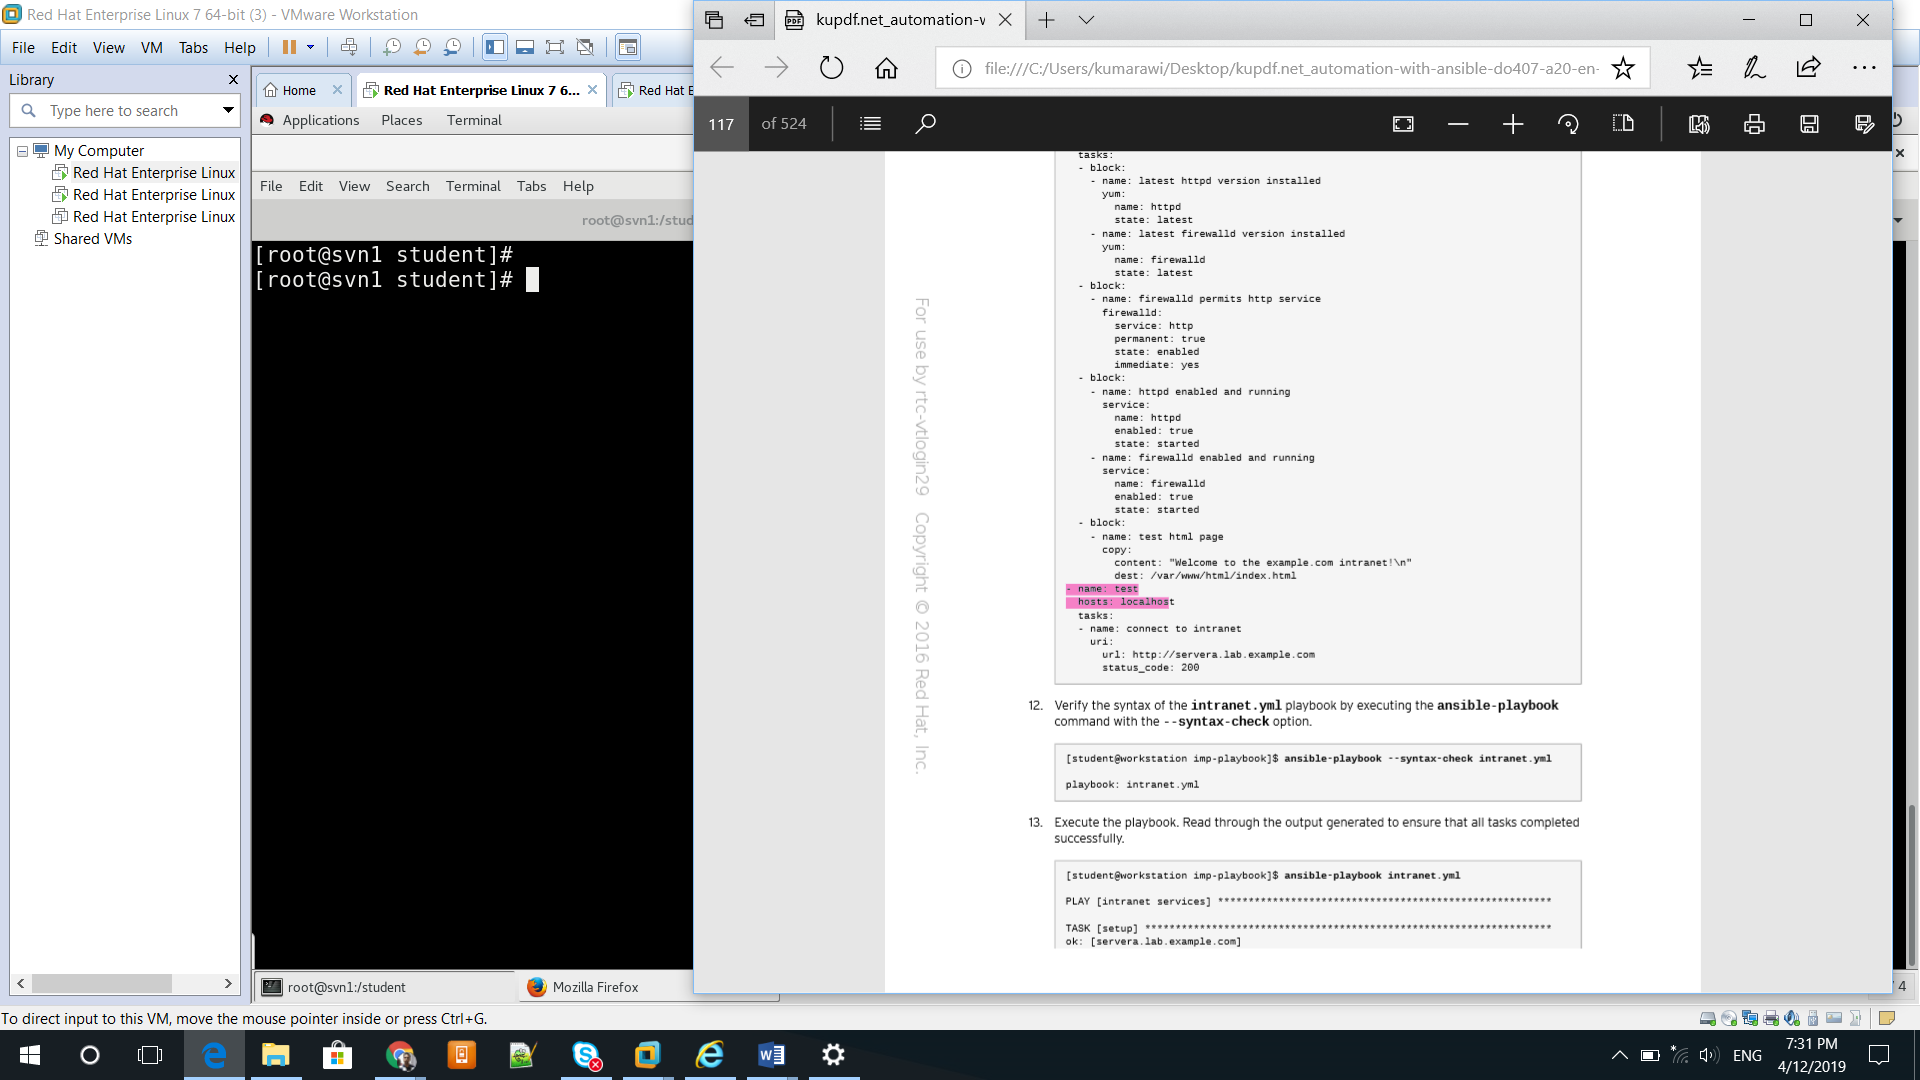 Red Hat Enterprise Linux 7 64-bit (3) - VMware Workstation
File Edit View VM Tabs Help
Library
Type here to search
My Computer
Red Hat Enterprise Linux
Red Hat Enterprise Linux
Red Hat Enterprise Linux
Shared VMs
Home
Red Hat Enterprise Linux 7 6...
Red Hat E
Applications Places Terminal
File Edit View Search Terminal Tabs Help
root@svn1:/stud
[root@svn1 student]#
[root@svn1 student]#
root@svn1:/student
Mozilla Firefox
kupdf.net_automation-v
file:///C:/Users/kumarawi/Desktop/kupdf.net_automation-with-ansible-do407-a20-en-
117 of 524
For use by rtc-vtlogin29 Copyright © 2016 Red Hat, Inc.
tasks:
- block:
- name: latest httpd version installed
yum:
name: httpd
state: latest
- name: latest firewalld version installed
yum:
name: firewalld
state: latest
- block:
- name: firewalld permits http service
firewalld:
service: http
permanent: true
state: enabled
immediate: yes
- block:
- name: httpd enabled and running
service:
name: httpd
enabled: true
state: started
- name: firewalld enabled and running
service:
name: firewalld
enabled: true
state: started
- block:
- name: test html page
copy:
content: "Welcome to the example.com intranet!\n"
dest: /var/www/html/index.html
- name: test
hosts: localhost
tasks:
- name: connect to intranet
uri:
url: http://servera.lab.example.com
status_code: 200
12. Verify the syntax of the intranet.yml playbook by executing the ansible-playbook
command with the --syntax-check option.
[student@workstation imp-playbook]$ ansible-playbook --syntax-check intranet.yml
playbook: intranet.yml
13. Execute the playbook. Read through the output generated to ensure that all tasks completed
successfully.
[student@workstation imp-playbook]$ ansible-playbook intranet.yml
PLAY [intranet services] *******************************************************
TASK [setup] *******************************************************************
ok: [servera.lab.example.com]
4
To direct input to this VM, move the mouse pointer inside or press Ctrl+G.
ENG
7:31 PM
4/12/2019